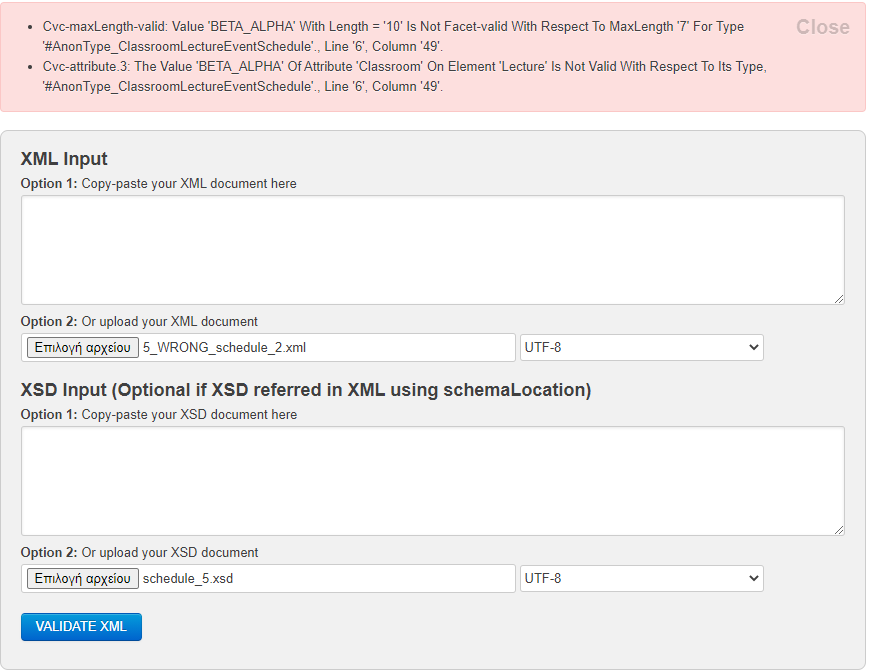 Cvc-maxLength-valid: Value 'BETA_ALPHA' With Length = '10' Is Not Facet-valid With Respect To MaxLength '7' For Type
'#AnonType_ClassroomLectureEventSchedule'., Line '6', Column '49'.
Cvc-attribute.3: The Value 'BETA_ALPHA' Of Attribute 'Classroom' On Element 'Lecture' Is Not Valid With Respect To Its Type,
'#AnonType_ClassroomLectureEventSchedule'., Line '6', Column '49'.
Close
XML Input
Option 1: Copy-paste your XML document here
Option 2: Or upload your XML document
Επιλογή αρχείου 5_WRONG_schedule_2.xml UTF-8
XSD Input (Optional if XSD referred in XML using schemaLocation)
Option 1: Copy-paste your XSD document here
Option 2: Or upload your XSD document
Επιλογή αρχείου schedule_5.xsd UTF-8
VALIDATE XML